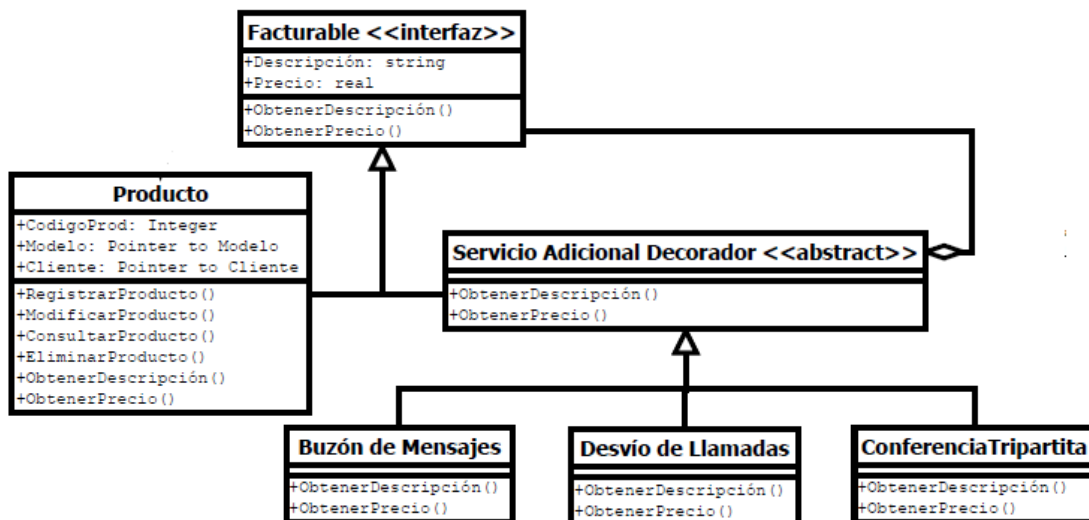 Facturable <<interfaz>>
+Descripción: string
+Precio: real
+ObtenerDescripción()
+ObtenerPrecio()
Producto
+CodigoProd: Integer
+Modelo: Pointer to Modelo
+Cliente: Pointer to Cliente
+RegistrarProducto()
+ModificarProducto()
+ConsultarProducto()
+EliminarProducto()
+ObtenerDescripción()
+ObtenerPrecio()
Servicio Adicional Decorador <<abstract>>
+ObtenerDescripción()
+ObtenerPrecio()
Buzón de Mensajes
+ObtenerDescripción()
+ObtenerPrecio()
Desvío de Llamadas
+ObtenerDescripción()
+ObtenerPrecio()
ConferenciaTripartita
+ObtenerDescripción()
+ObtenerPrecio()